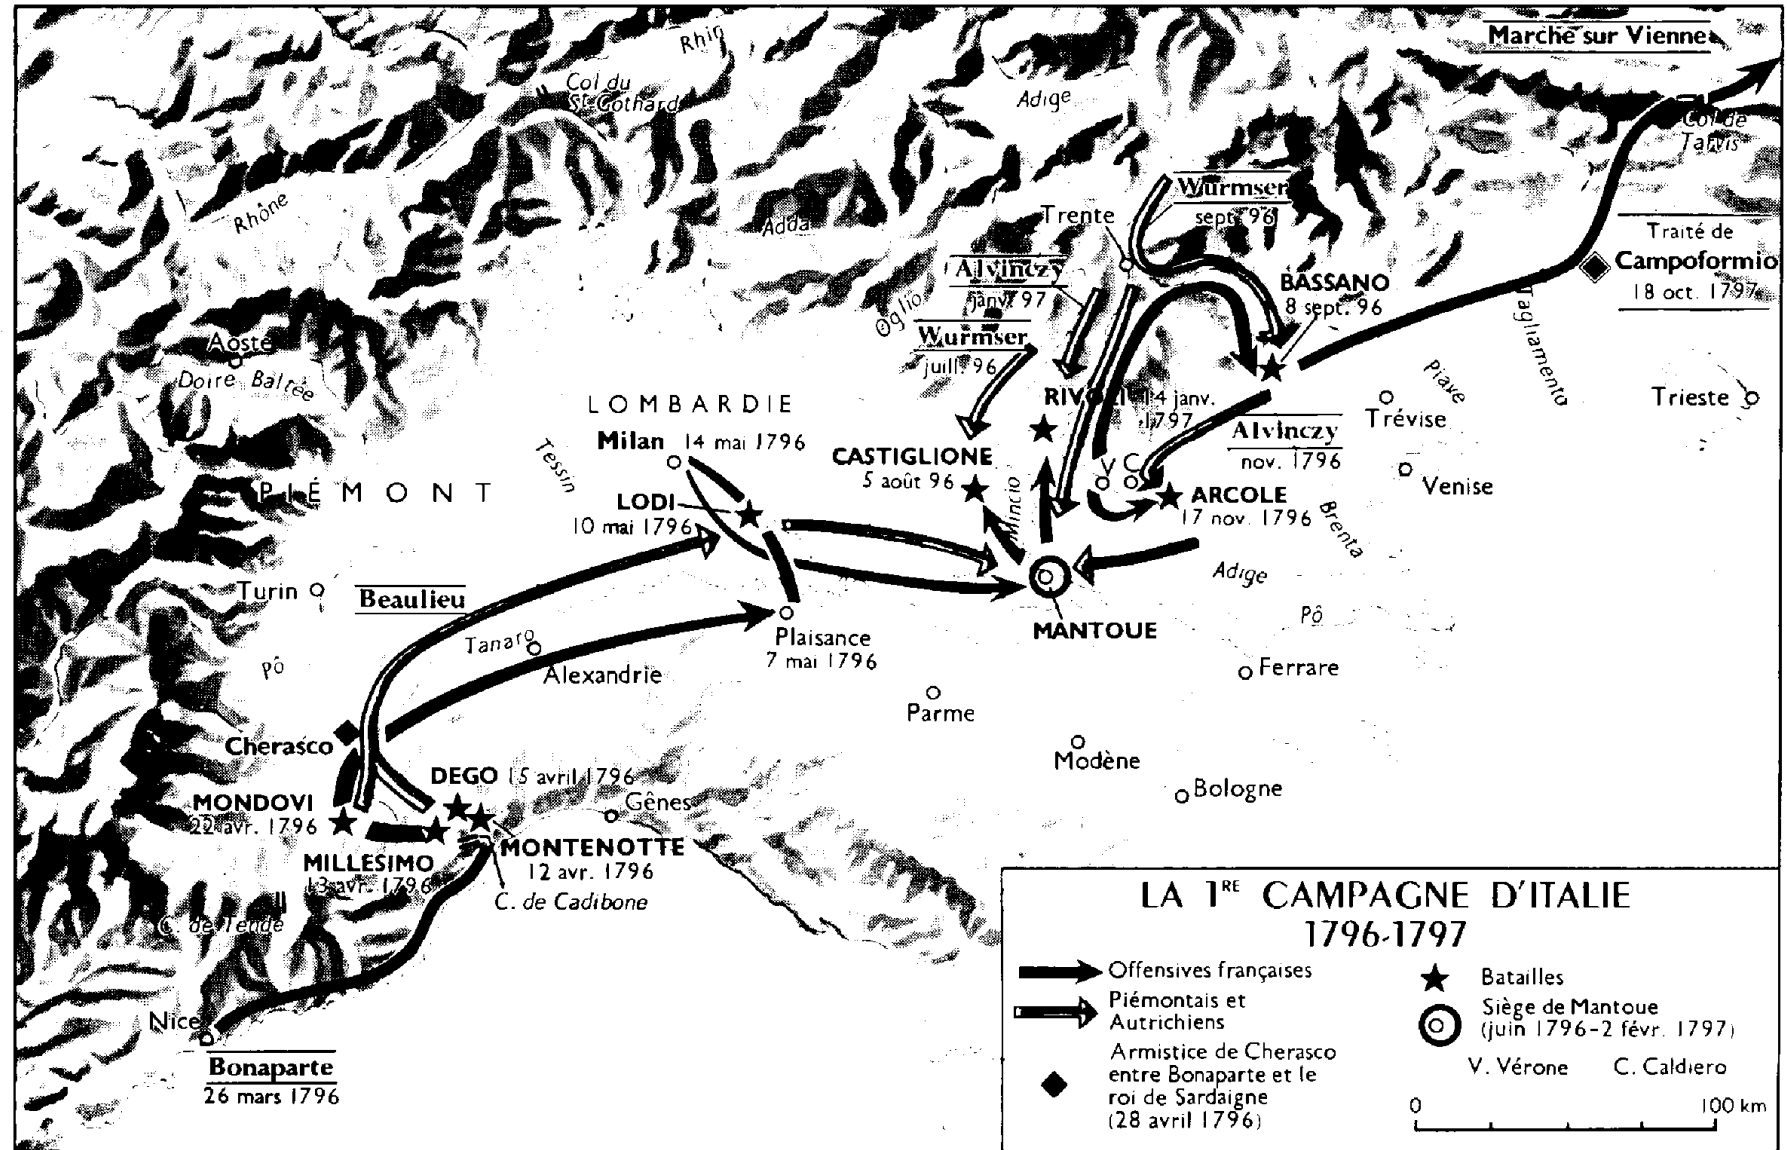 Marche sur Vienne
Rhin
Col du
St Gothard
Adige
Col de
Tarvis
Rhône
Adda
Trente
Wurmser
sept. 96
Traité de
Campoformio
18 oct. 1797
Alvinczy
janv. 97
Oglio
BASSANO
8 sept. 96
Tagliamento
Wurmser
juill. 96
Aoste
Doire Baltée
Piave
Trieste
Trévise
RIVOLI 14 janv.
1797
LOMBARDIE
Milan 14 mai 1796
Tessin
CASTIGLIONE
5 août 96
Alvinczy
nov. 1796
V C
Venise
PIÉMONT
LODI
10 mai 1796
Mincio
ARCOLE
17 nov. 1796
Brenta
Turin
Beaulieu
Adige
Pô
MANTOUE
Tanaro
Plaisance
7 mai 1796
Pô
Alexandrie
Ferrare
Parme
Cherasco
Modène
DEGO 15 avril 1796
Bologne
MONDOVI
22 avr. 1796
Gênes
MILLESIMO
13 avr. 1796
MONTENOTTE
12 avr. 1796
C. de Cadibone
C. de Tende
Nice
Bonaparte
26 mars 1796
LA 1RE CAMPAGNE D'ITALIE
1796-1797
Offensives françaises
Piémontais et
Autrichiens
Armistice de Cherasco
entre Bonaparte et le
roi de Sardaigne
(28 avril 1796)
Batailles
Siège de Mantoue
(juin 1796-2 févr. 1797)
V. Vérone C. Caldiero
0 100 km